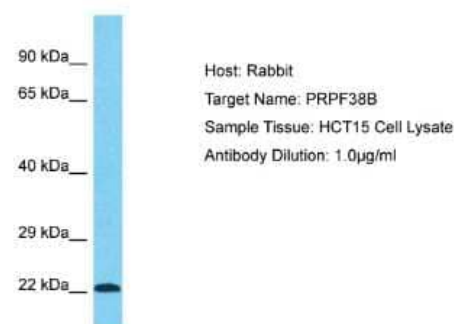 90 kDa
65 kDa
40 kDa
29 kDa
22 kDa
Host: Rabbit
Target Name: PRPF38B
Sample Tissue: HCT15 Cell Lysate
Antibody Dilution: 1.0µg/ml